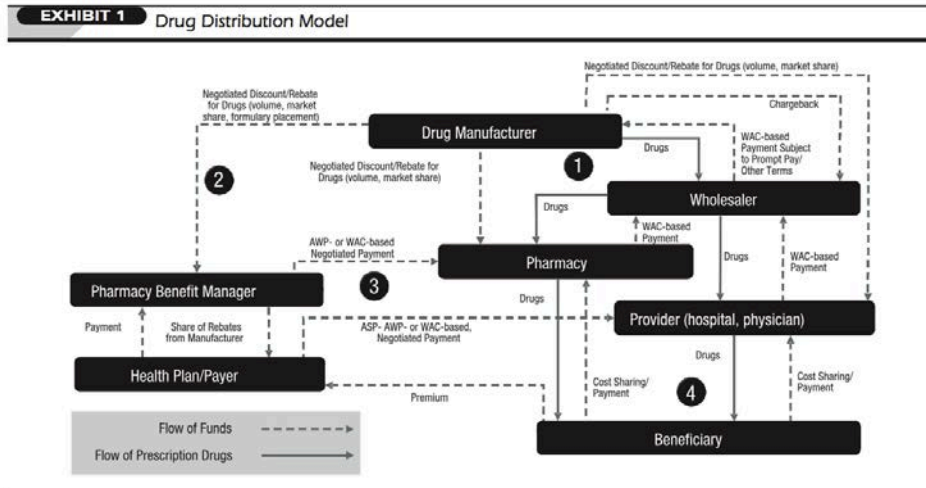 EXHIBIT 1 Drug Distribution Model
Negotiated Discount/Rebate for Drugs (volume, market share)
Negotiated Discount/Rebate
for Drugs (volume, market
share, formulary placement)
Chargeback
Drug Manufacturer
WAC-based
Payment Subject
to Prompt Pay/
Other Terms
Drugs
1
Negotiated Discount/Rebate for
Drugs (volume, market share)
2
Wholesaler
Drugs
WAC-based
Payment
AWP- or WAC-based
Negotiated Payment
Pharmacy
Drugs
WAC-based
Payment
3
Pharmacy Benefit Manager
Drugs
Provider (hospital, physician)
Payment
Share of Rebates
from Manufacturer
ASP- AWP- or WAC-based,
Negotiated Payment
Drugs
Health Plan/Payer
Cost Sharing/
Payment
4
Cost Sharing/
Payment
Premium
Flow of Funds
Beneficiary
Flow of Prescription Drugs